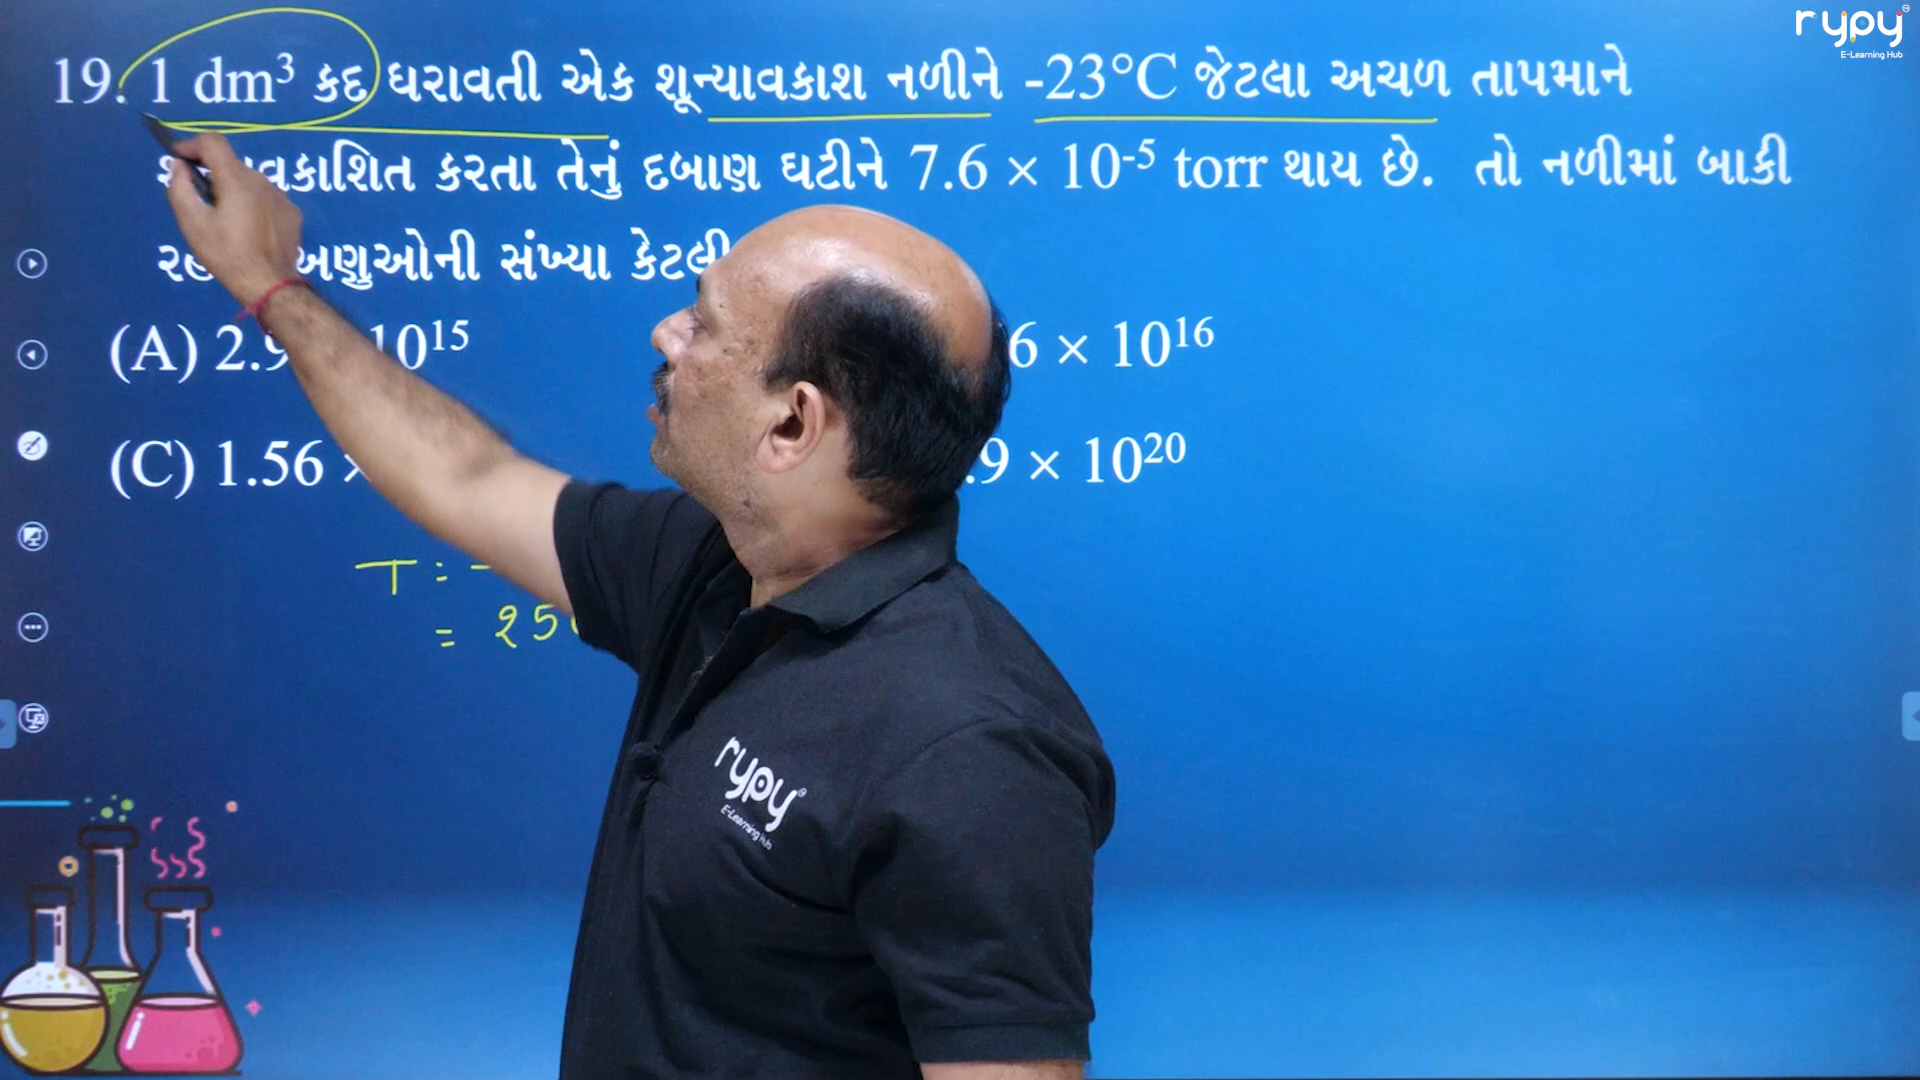 rypy
E-Learning Hub
19. 1 dm³ કદ ધરાવતી એક શૂન્યાવકાશ નળીને -23°C જેટલા અચળ તાપમાને
કરતા તેનું દબાણ ઘટીને 7.6 × 10⁻⁵ torr થાય છે. તો નળીમાં બાકી
અણુઓની સંખ્યા
(A) 2.9 10¹⁵
6 × 10¹⁶
(C) 1.56 ×
.9 × 10²⁰
T = -
= 25
rypy
E-Learning Hub